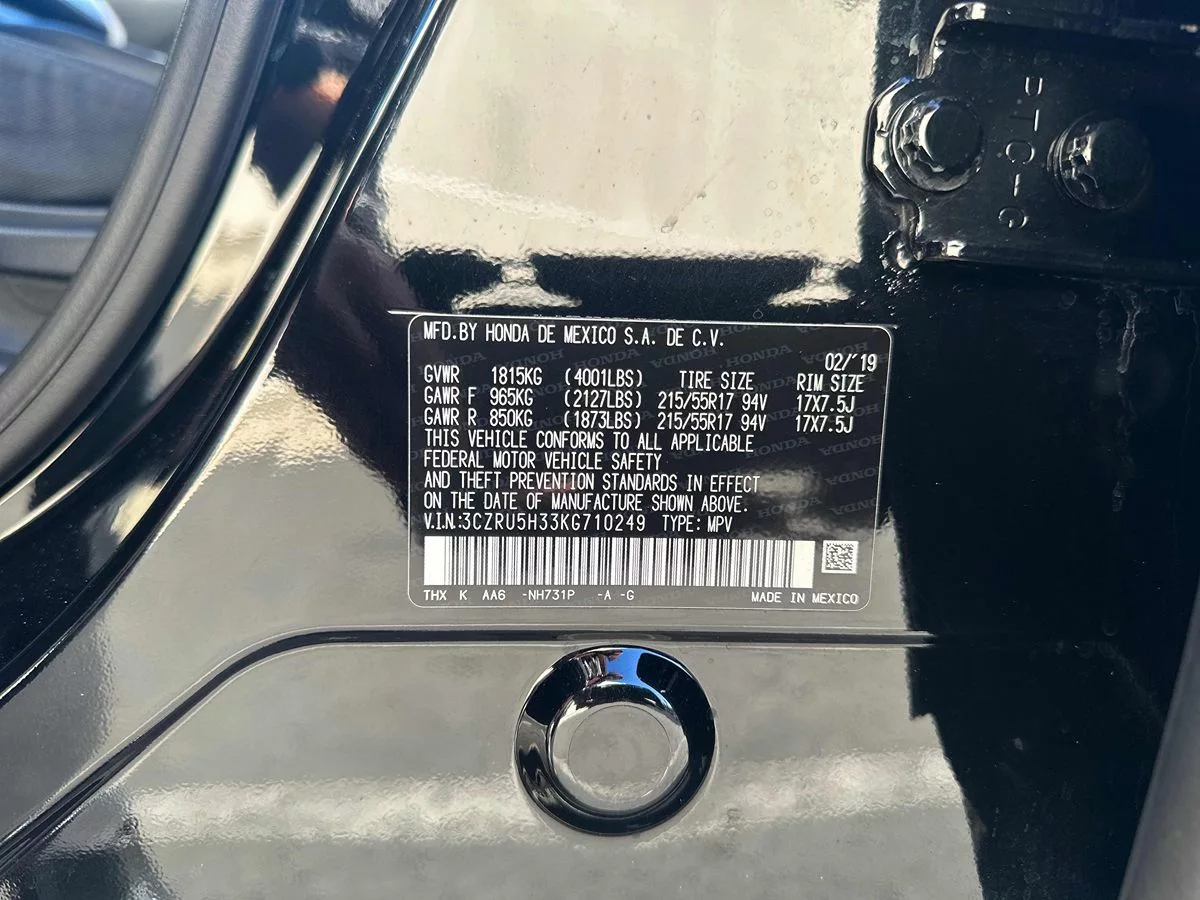 DTC-G
MFD.BY HONDA DE MEXICO S.A. DE C.V.
02/'19
GVWR 1815KG (4001LBS) TIRE SIZE RIM SIZE
GAWR F 965KG (2127LBS) 215/55R17 94V 17X7.5J
GAWR R 850KG (1873LBS) 215/55R17 94V 17X7.5J
THIS VEHICLE CONFORMS TO ALL APPLICABLE
FEDERAL MOTOR VEHICLE SAFETY
AND THEFT PREVENTION STANDARDS IN EFFECT
ON THE DATE OF MANUFACTURE SHOWN ABOVE.
V.I.N:3CZRU5H33KG710249 TYPE: MPV
THX K AA6 -NH731P -A -G MADE IN MEXICO